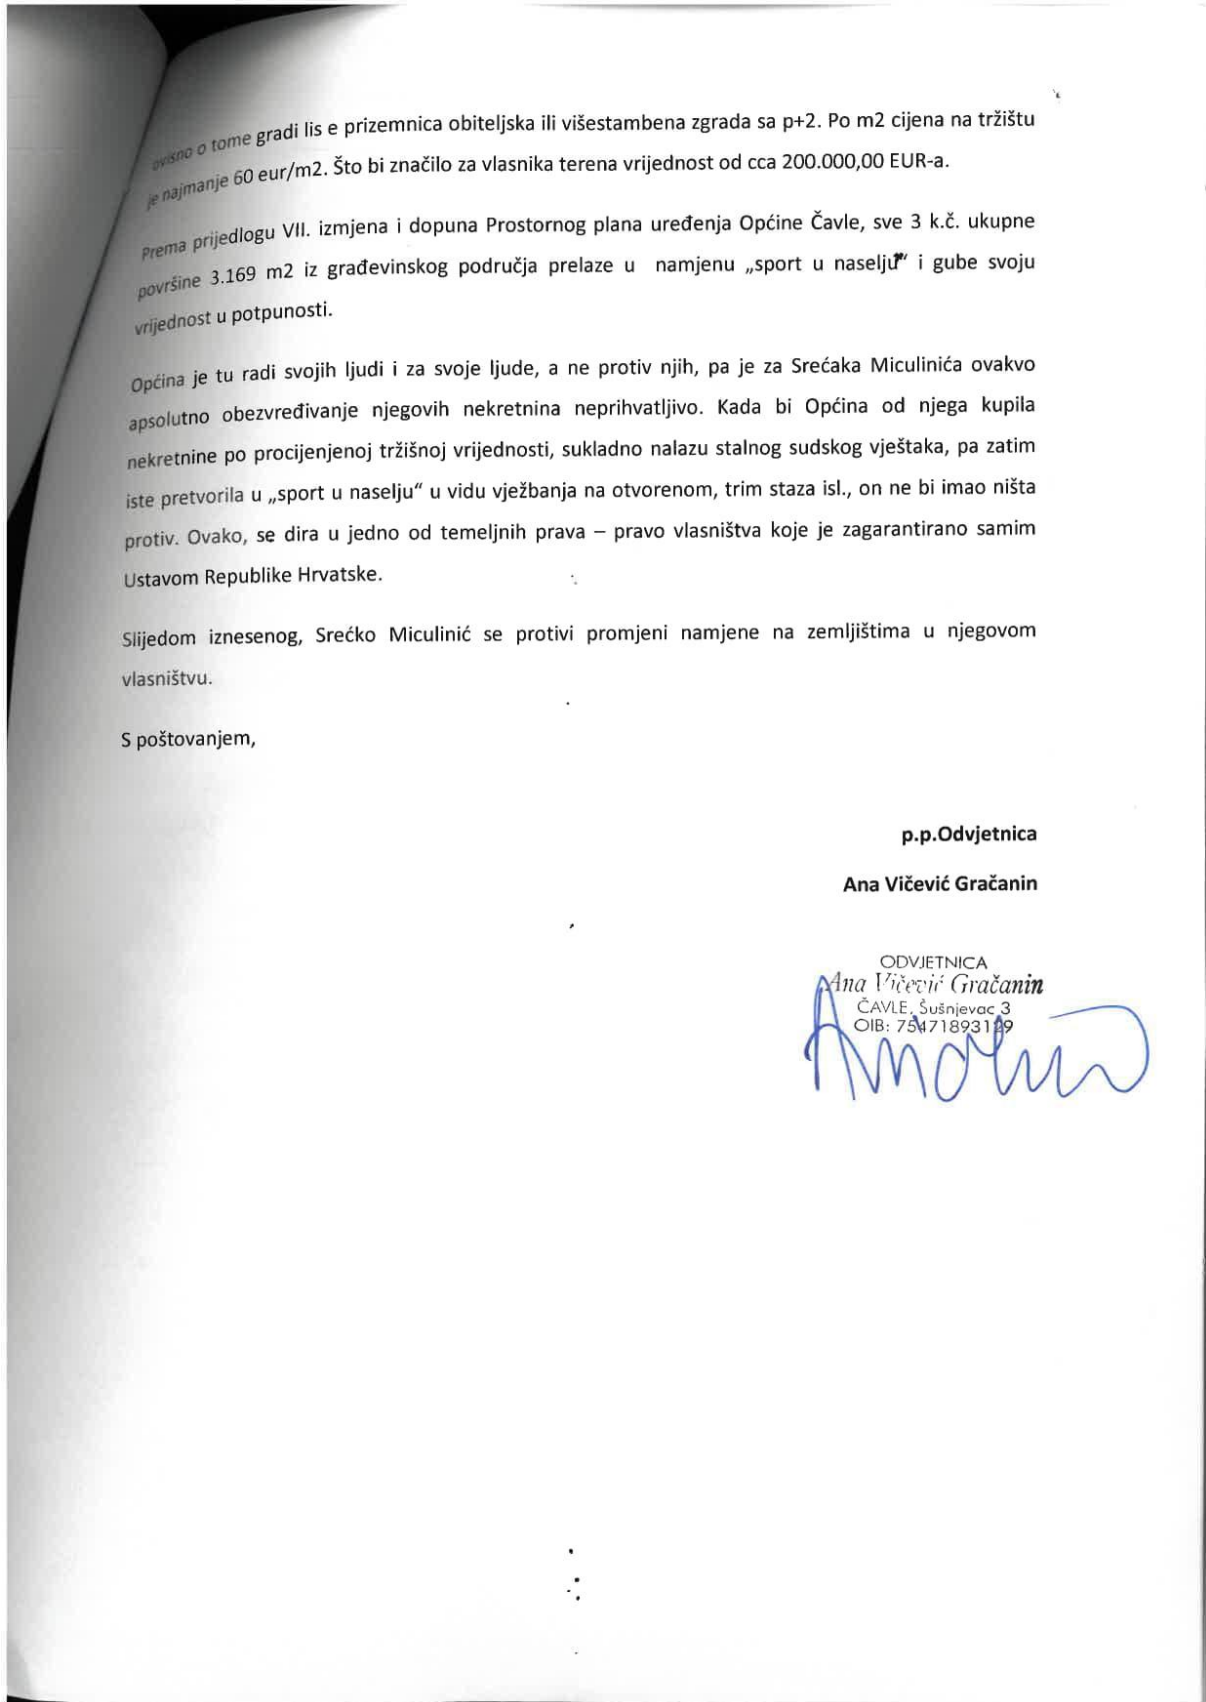 ovisno o tome gradi lis e prizemnica obiteljska ili višestambena zgrada sa p+2. Po m2 cijena na tržištu
je najmanje 60 eur/m2. Što bi značilo za vlasnika terena vrijednost od cca 200.000,00 EUR-a.
Prema prijedlogu VII. izmjena i dopuna Prostornog plana uređenja Općine Čavle, sve 3 k.č. ukupne
površine 3.169 m2 iz građevinskog područja prelaze u namjenu „sport u naselju“ i gube svoju
vrijednost u potpunosti.
Općina je tu radi svojih ljudi i za svoje ljude, a ne protiv njih, pa je za Srećaka Miculinića ovakvo
apsolutno obezvređivanje njegovih nekretnina neprihvatljivo. Kada bi Općina od njega kupila
nekretnine po procijenjenoj tržišnoj vrijednosti, sukladno nalazu stalnog sudskog vještaka, pa zatim
iste pretvorila u „sport u naselju“ u vidu vježbanja na otvorenom, trim staza isl., on ne bi imao ništa
protiv. Ovako, se dira u jedno od temeljnih prava – pravo vlasništva koje je zagarantirano samim
Ustavom Republike Hrvatske.
Slijedom iznesenog, Srećko Miculinić se protivi promjeni namjene na zemljištima u njegovom
vlasništvu.
S poštovanjem,
p.p.Odvjetnica
Ana Vičević Gračanin
ODVJETNICA
Ana Vičević Gračanin
ČAVLE, Šušnjevac 3
OIB: 75471893129